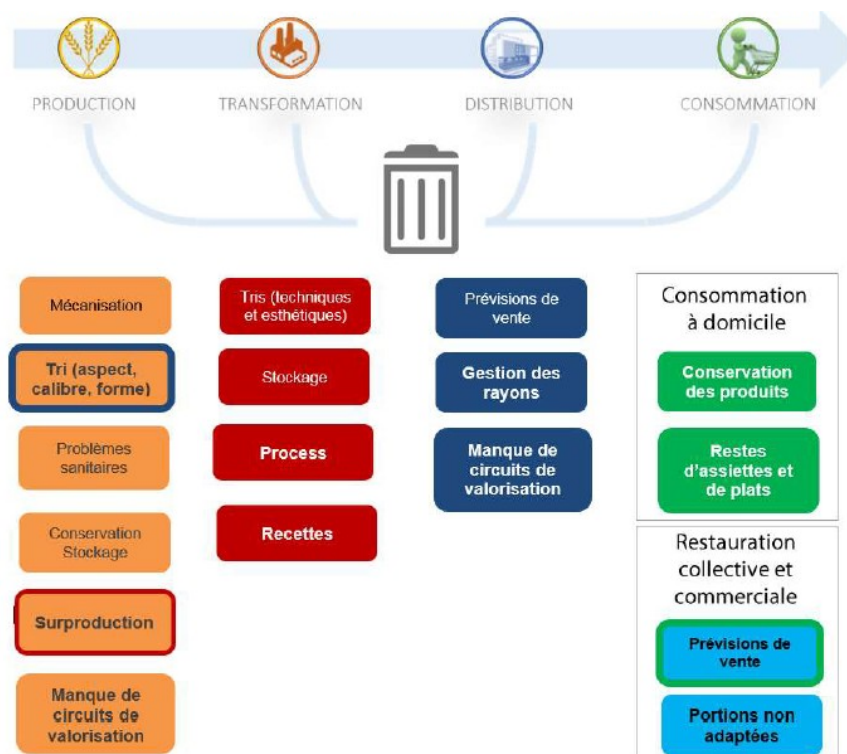 PRODUCTION
TRANSFORMATION
DISTRIBUTION
CONSOMMATION
Mécanisation
Tri (aspect,
calibre, forme)
Problèmes
sanitaires
Conservation
Stockage
Surproduction
Manque de
circuits de
valorisation
Tris (techniques
et esthétiques)
Stockage
Process
Recettes
Prévisions de
vente
Gestion des
rayons
Manque de
circuits de
valorisation
Consommation
à domicile
Conservation
des produits
Restes
d'assiettes et
de plats
Restauration
collective et
commerciale
Prévisions de
vente
Portions non
adaptées